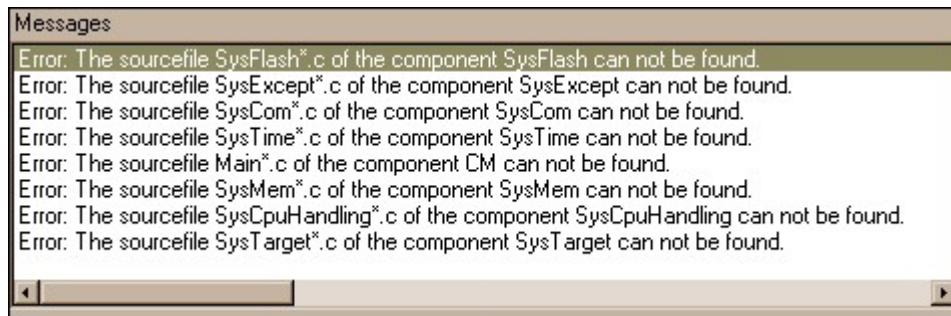 Messages
Error: The sourcefile SysFlash*.c of the component SysFlash can not be found.
Error: The sourcefile SysExcept*.c of the component SysExcept can not be found.
Error: The sourcefile SysCom*.c of the component SysCom can not be found.
Error: The sourcefile SysTime*.c of the component SysTime can not be found.
Error: The sourcefile Main*.c of the component CM can not be found.
Error: The sourcefile SysMem*.c of the component SysMem can not be found.
Error: The sourcefile SysCpuHandling*.c of the component SysCpuHandling can not be found.
Error: The sourcefile SysTarget*.c of the component SysTarget can not be found.